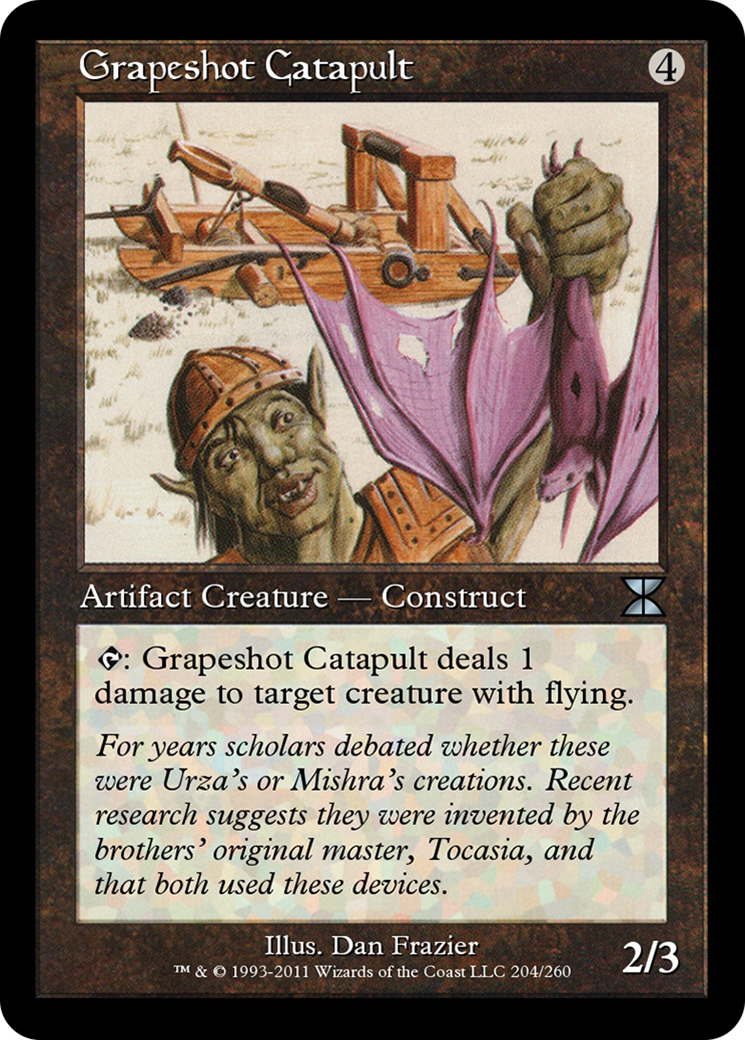 Grapeshot Catapult 4
Artifact Creature — Construct
: Grapeshot Catapult deals 1
damage to target creature with flying.
For years scholars debated whether these
were Urza's or Mishra's creations. Recent
research suggests they were invented by the
brothers' original master, Tocasia, and
that both used these devices.
Illus. Dan Frazier
™ & © 1993-2011 Wizards of the Coast LLC 204/260
2/3